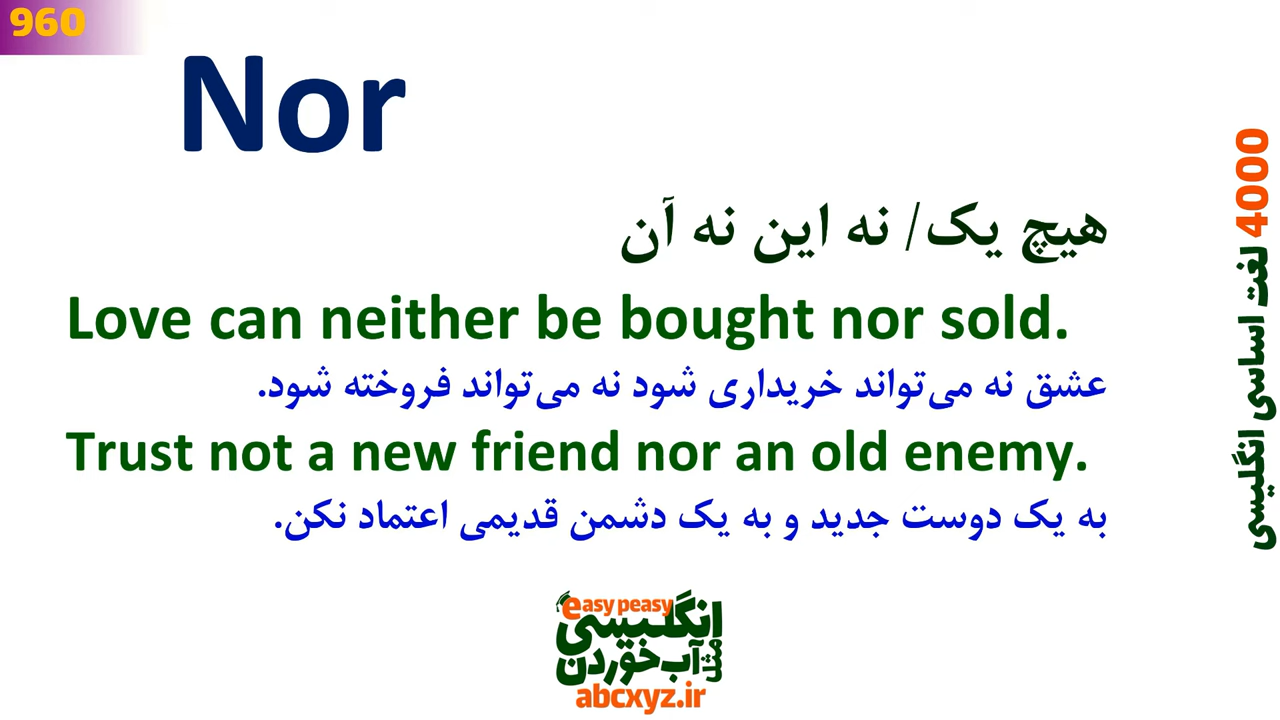 960
Nor
هیچ یک/ نه این نه آن
Love can neither be bought nor sold.
عشق نه می‌تواند خریداری شود نه می‌تواند فروخته شود.
Trust not a new friend nor an old enemy.
به یک دوست جدید و به یک دشمن قدیمی اعتماد نکن.
4000 لغت اساسی انگلیسی
easy peasy
انگلیسی
مثل آب خوردن
abcxyz.ir